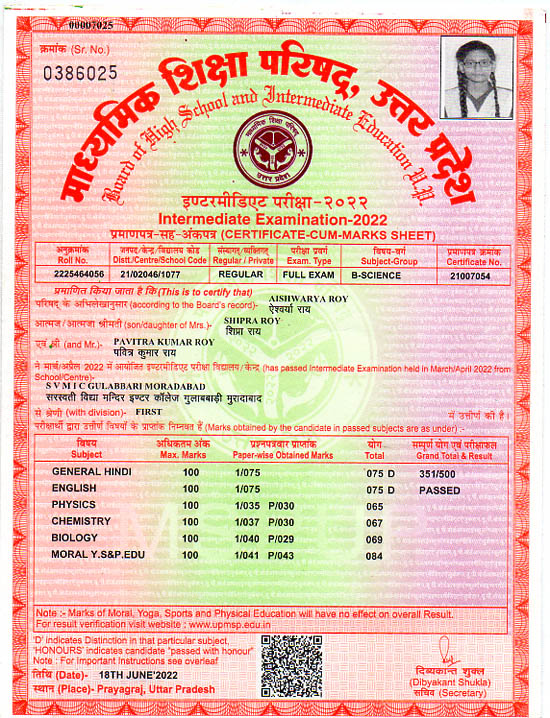 00007025
क्रमांक (Sr. No.)
0386025
माध्यमिक शिक्षा परिषद्, उत्तर प्रदेश
Board of High School and Intermediate Education U.P.
माध्यमिक शिक्षा परिषद्
उत्तर प्रदेश
इण्टरमीडिएट परीक्षा-२०२२
Intermediate Examination-2022
प्रमाणपत्र-सह-अंकपत्र (CERTIFICATE-CUM-MARKS SHEET)
अनुक्रमांक जनपद/केन्द्र/विद्यालय कोड संस्थागत/व्यक्तिगत परीक्षा प्रवर्ग विषय-वर्ग प्रमाणपत्र क्रमांक
Roll No. Distt./Centre/School Code Regular / Private Exam. Type Subject-Group Certificate No.
2225464056 21/02046/1077 REGULAR FULL EXAM B-SCIENCE 21007054
प्रमाणित किया जाता है कि(This is to certify that)
AISHWARYA ROY
परिषद् के अभिलेखानुसार (according to the Board's record)- ऐश्वर्या राय
SHIPRA ROY
आत्मज/आत्मजा श्रीमती (son/daughter of Mrs.)- शिप्रा राय
एवं श्री (and Mr.)- PAVITRA KUMAR ROY
पवित्र कुमार राय
ने मार्च/अप्रैल 2022 में आयोजित इण्टरमीडिएट परीक्षा विद्यालय/केन्द्र (has passed Intermediate Examination held in March/April 2022 from
School/Centre)-
S V M I C GULABBARI MORADABAD
सरस्वती विद्या मन्दिर इण्टर कॉलेज गुलाबबाड़ी मुरादाबाद
से श्रेणी (with division)- FIRST में उत्तीर्ण की है।
परीक्षार्थी द्वारा उत्तीर्ण विषयों के प्राप्तांक निम्नवत हैं (Marks obtained by the candidate in passed subjects are as under) :-
विषय अधिकतम अंक प्रश्नपत्रवार प्राप्तांक योग सम्पूर्ण योग एवं परीक्षाफल
Subject Max. Marks Paper-wise Obtained Marks Total Grand Total & Result
GENERAL HINDI 100 1/075 075 D 351/500
ENGLISH 100 1/075 075 D PASSED
PHYSICS 100 1/035 P/030 065
CHEMISTRY 100 1/037 P/030 067
BIOLOGY 100 1/040 P/029 069
MORAL Y.S&P.EDU 100 1/041 P/043 084
Note :- Marks of Moral, Yoga, Sports and Physical Education will have no effect on overall Result.
For result verification visit website : www.upmsp.edu.in
'D' indicates Distinction in that particular subject,
'HONOURS' indicates candidate "passed with honour"
Note : For Important Instructions see overleaf
तिथि (Date)- 18TH JUNE'2022
स्थान (Place)- Prayagraj, Uttar Pradesh
दिव्यकान्त शुक्ल
(Dibyakant Shukla)
सचिव (Secretary)